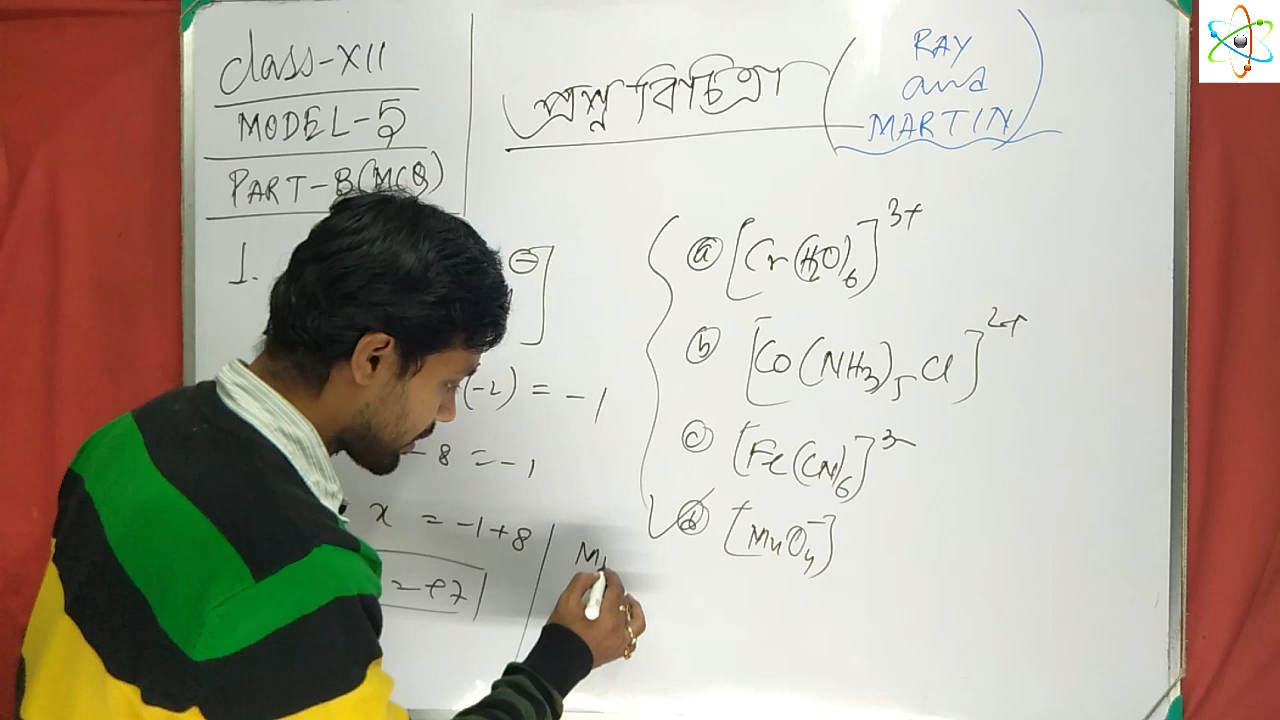 Class-XII
MODEL-5
PART-B(MCQ)
প্রশ্ন বিচিত্রা
(RAY
and
MARTIN)
1.
(-2) = -1
-8 = -1
x = -1+8
= +7
(a) [Cr(H2O)6]3+
(b) [Co(NH3)5Cl]2+
(c) [Fe(CN)6]3-
(d) [MnO4-]